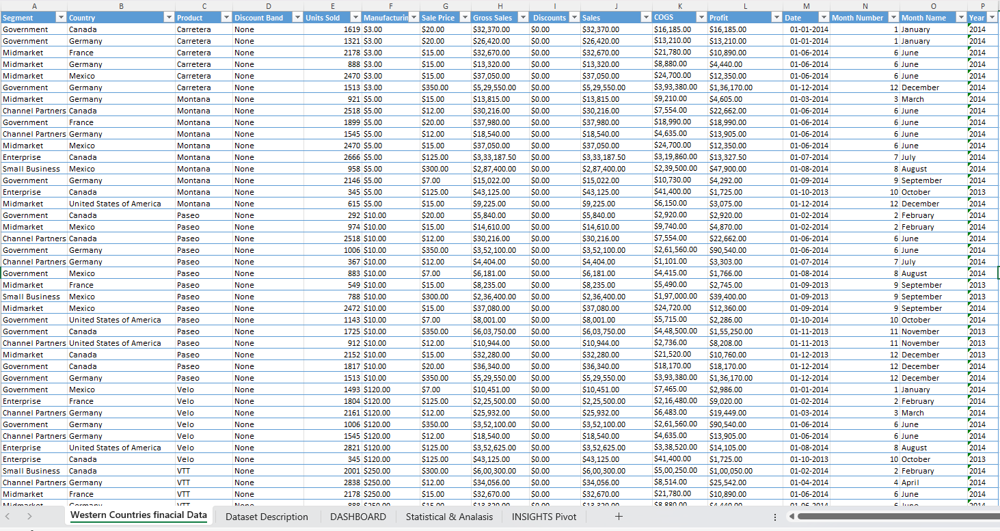 A B C D E F G H I J K L M N O P
Segment Country Product Discount Band Units Sold Manufacturin Sale Price Gross Sales Discounts Sales COGS Profit Date Month Number Month Name Year
Government Canada Carretera None 1619 $3.00 $20.00 $32,370.00 $0.00 $32,370.00 $16,185.00 $16,185.00 01-01-2014 1 January 2014
Government Germany Carretera None 1321 $3.00 $20.00 $26,420.00 $0.00 $26,420.00 $13,210.00 $13,210.00 01-01-2014 1 January 2014
Midmarket France Carretera None 2178 $3.00 $15.00 $32,670.00 $0.00 $32,670.00 $21,780.00 $10,890.00 01-06-2014 6 June 2014
Midmarket Germany Carretera None 888 $3.00 $15.00 $13,320.00 $0.00 $13,320.00 $8,880.00 $4,440.00 01-06-2014 6 June 2014
Midmarket Mexico Carretera None 2470 $3.00 $15.00 $37,050.00 $0.00 $37,050.00 $24,700.00 $12,350.00 01-06-2014 6 June 2014
Government Germany Carretera None 1513 $3.00 $350.00 $5,29,550.00 $0.00 $5,29,550.00 $3,93,380.00 $1,36,170.00 01-12-2014 12 December 2014
Midmarket Germany Montana None 921 $5.00 $15.00 $13,815.00 $0.00 $13,815.00 $9,210.00 $4,605.00 01-03-2014 3 March 2014
Channel Partners Canada Montana None 2518 $5.00 $12.00 $30,216.00 $0.00 $30,216.00 $7,554.00 $22,662.00 01-06-2014 6 June 2014
Government France Montana None 1899 $5.00 $20.00 $37,980.00 $0.00 $37,980.00 $18,990.00 $18,990.00 01-06-2014 6 June 2014
Channel Partners Germany Montana None 1545 $5.00 $12.00 $18,540.00 $0.00 $18,540.00 $4,635.00 $13,905.00 01-06-2014 6 June 2014
Midmarket Mexico Montana None 2470 $5.00 $15.00 $37,050.00 $0.00 $37,050.00 $24,700.00 $12,350.00 01-06-2014 6 June 2014
Enterprise Canada Montana None 2666 $5.00 $125.00 $3,33,187.50 $0.00 $3,33,187.50 $3,19,860.00 $13,327.50 01-07-2014 7 July 2014
Small Business Mexico Montana None 958 $5.00 $300.00 $2,87,400.00 $0.00 $2,87,400.00 $2,39,500.00 $47,900.00 01-08-2014 8 August 2014
Government Germany Montana None 2146 $5.00 $7.00 $15,022.00 $0.00 $15,022.00 $10,730.00 $4,292.00 01-09-2014 9 September 2014
Enterprise Canada Montana None 345 $5.00 $125.00 $43,125.00 $0.00 $43,125.00 $41,400.00 $1,725.00 01-10-2013 10 October 2013
Midmarket United States of America Montana None 615 $5.00 $15.00 $9,225.00 $0.00 $9,225.00 $6,150.00 $3,075.00 01-12-2014 12 December 2014
Government Canada Paseo None 292 $10.00 $20.00 $5,840.00 $0.00 $5,840.00 $2,920.00 $2,920.00 01-02-2014 2 February 2014
Midmarket Mexico Paseo None 974 $10.00 $15.00 $14,610.00 $0.00 $14,610.00 $9,740.00 $4,870.00 01-02-2014 2 February 2014
Channel Partners Canada Paseo None 2518 $10.00 $12.00 $30,216.00 $0.00 $30,216.00 $7,554.00 $22,662.00 01-06-2014 6 June 2014
Government Germany Paseo None 1006 $10.00 $350.00 $3,52,100.00 $0.00 $3,52,100.00 $2,61,560.00 $90,540.00 01-06-2014 6 June 2014
Channel Partners Germany Paseo None 367 $10.00 $12.00 $4,404.00 $0.00 $4,404.00 $1,101.00 $3,303.00 01-07-2014 7 July 2014
Government Mexico Paseo None 883 $10.00 $7.00 $6,181.00 $0.00 $6,181.00 $4,415.00 $1,766.00 01-08-2014 8 August 2014
Midmarket France Paseo None 549 $10.00 $15.00 $8,235.00 $0.00 $8,235.00 $5,490.00 $2,745.00 01-09-2013 9 September 2013
Small Business Mexico Paseo None 788 $10.00 $300.00 $2,36,400.00 $0.00 $2,36,400.00 $1,97,000.00 $39,400.00 01-09-2013 9 September 2013
Midmarket Mexico Paseo None 2472 $10.00 $15.00 $37,080.00 $0.00 $37,080.00 $24,720.00 $12,360.00 01-09-2014 9 September 2014
Government United States of America Paseo None 1143 $10.00 $7.00 $8,001.00 $0.00 $8,001.00 $5,715.00 $2,286.00 01-10-2014 10 October 2014
Government Canada Paseo None 1725 $10.00 $350.00 $6,03,750.00 $0.00 $6,03,750.00 $4,48,500.00 $1,55,250.00 01-11-2013 11 November 2013
Channel Partners United States of America Paseo None 912 $10.00 $12.00 $10,944.00 $0.00 $10,944.00 $2,736.00 $8,208.00 01-11-2013 11 November 2013
Midmarket Canada Paseo None 2152 $10.00 $15.00 $32,280.00 $0.00 $32,280.00 $21,520.00 $10,760.00 01-12-2013 12 December 2013
Government Canada Paseo None 1817 $10.00 $20.00 $36,340.00 $0.00 $36,340.00 $18,170.00 $18,170.00 01-12-2014 12 December 2014
Government Germany Paseo None 1513 $10.00 $350.00 $5,29,550.00 $0.00 $5,29,550.00 $3,93,380.00 $1,36,170.00 01-12-2014 12 December 2014
Government Mexico Velo None 1493 $120.00 $7.00 $10,451.00 $0.00 $10,451.00 $7,465.00 $2,986.00 01-01-2014 1 January 2014
Enterprise France Velo None 1804 $120.00 $125.00 $2,25,500.00 $0.00 $2,25,500.00 $2,16,480.00 $9,020.00 01-02-2014 2 February 2014
Channel Partners Germany Velo None 2161 $120.00 $12.00 $25,932.00 $0.00 $25,932.00 $6,483.00 $19,449.00 01-03-2014 3 March 2014
Government Germany Velo None 1006 $120.00 $350.00 $3,52,100.00 $0.00 $3,52,100.00 $2,61,560.00 $90,540.00 01-06-2014 6 June 2014
Channel Partners Germany Velo None 1545 $120.00 $12.00 $18,540.00 $0.00 $18,540.00 $4,635.00 $13,905.00 01-06-2014 6 June 2014
Enterprise United States of America Velo None 2821 $120.00 $125.00 $3,52,625.00 $0.00 $3,52,625.00 $3,38,520.00 $14,105.00 01-08-2014 8 August 2014
Enterprise Canada Velo None 345 $120.00 $125.00 $43,125.00 $0.00 $43,125.00 $41,400.00 $1,725.00 01-10-2013 10 October 2013
Small Business Canada VTT None 2001 $250.00 $300.00 $6,00,300.00 $0.00 $6,00,300.00 $5,00,250.00 $1,00,050.00 01-02-2014 2 February 2014
Channel Partners Germany VTT None 2838 $250.00 $12.00 $34,056.00 $0.00 $34,056.00 $8,514.00 $25,542.00 01-04-2014 4 April 2014
Midmarket France VTT None 2178 $250.00 $15.00 $32,670.00 $0.00 $32,670.00 $21,780.00 $10,890.00 01-06-2014 6 June 2014
Western Countries finacial Data Dataset Description DASHBOARD Statistical & Analasis INSIGHTS Pivot